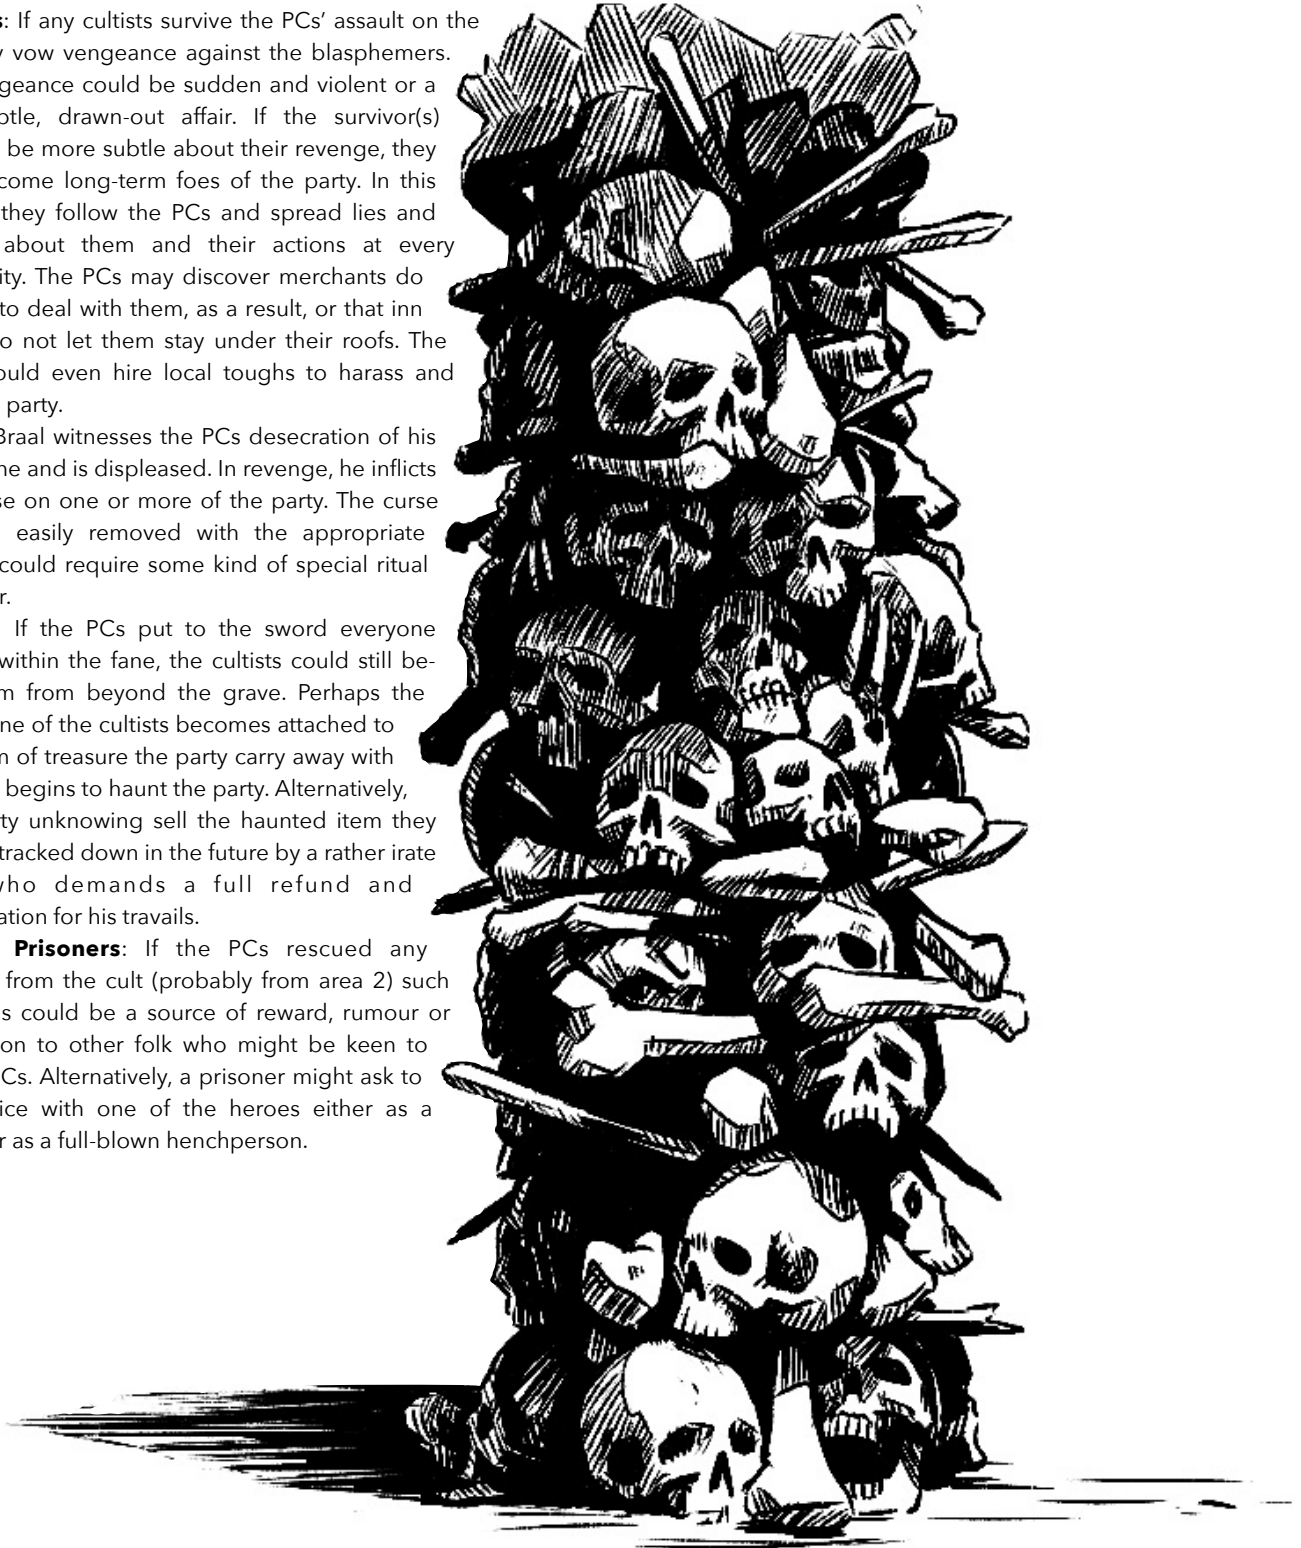 s: If any cultists survive the PCs’ assault on the
y vow vengeance against the blasphemers.
geance could be sudden and violent or a
btle, drawn-out affair. If the survivor(s)
be more subtle about their revenge, they
come long-term foes of the party. In this
they follow the PCs and spread lies and
about them and their actions at every
ity. The PCs may discover merchants do
to deal with them, as a result, or that inn
o not let them stay under their roofs. The
ould even hire local toughs to harass and
party.
Braal witnesses the PCs desecration of his
ne and is displeased. In revenge, he inflicts
se on one or more of the party. The curse
easily removed with the appropriate
could require some kind of special ritual
r.
If the PCs put to the sword everyone
within the fane, the cultists could still be-
m from beyond the grave. Perhaps the
ne of the cultists becomes attached to
m of treasure the party carry away with
begins to haunt the party. Alternatively,
ty unknowing sell the haunted item they
tracked down in the future by a rather irate
who demands a full refund and
ation for his travails.
Prisoners: If the PCs rescued any
from the cult (probably from area 2) such
s could be a source of reward, rumour or
on to other folk who might be keen to
Cs. Alternatively, a prisoner might ask to
ice with one of the heroes either as a
r as a full-blown henchperson.